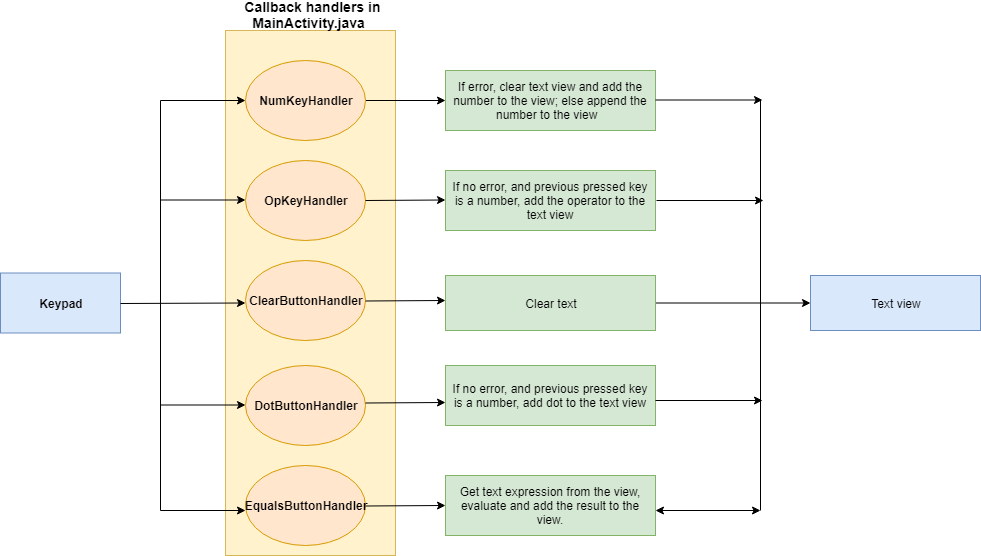 Callback handlers in
MainActivity.java
NumKeyHandler
If error, clear text view and add the
number to the view; else append the
number to the view
OpKeyHandler
If no error, and previous pressed key
is a number, add the operator to the
text view
Keypad
ClearButtonHandler
Clear text
Text view
DotButtonHandler
If no error, and previous pressed key
is a number, add dot to the text view
EqualsButtonHandler
Get text expression from the view,
evaluate and add the result to the
view.